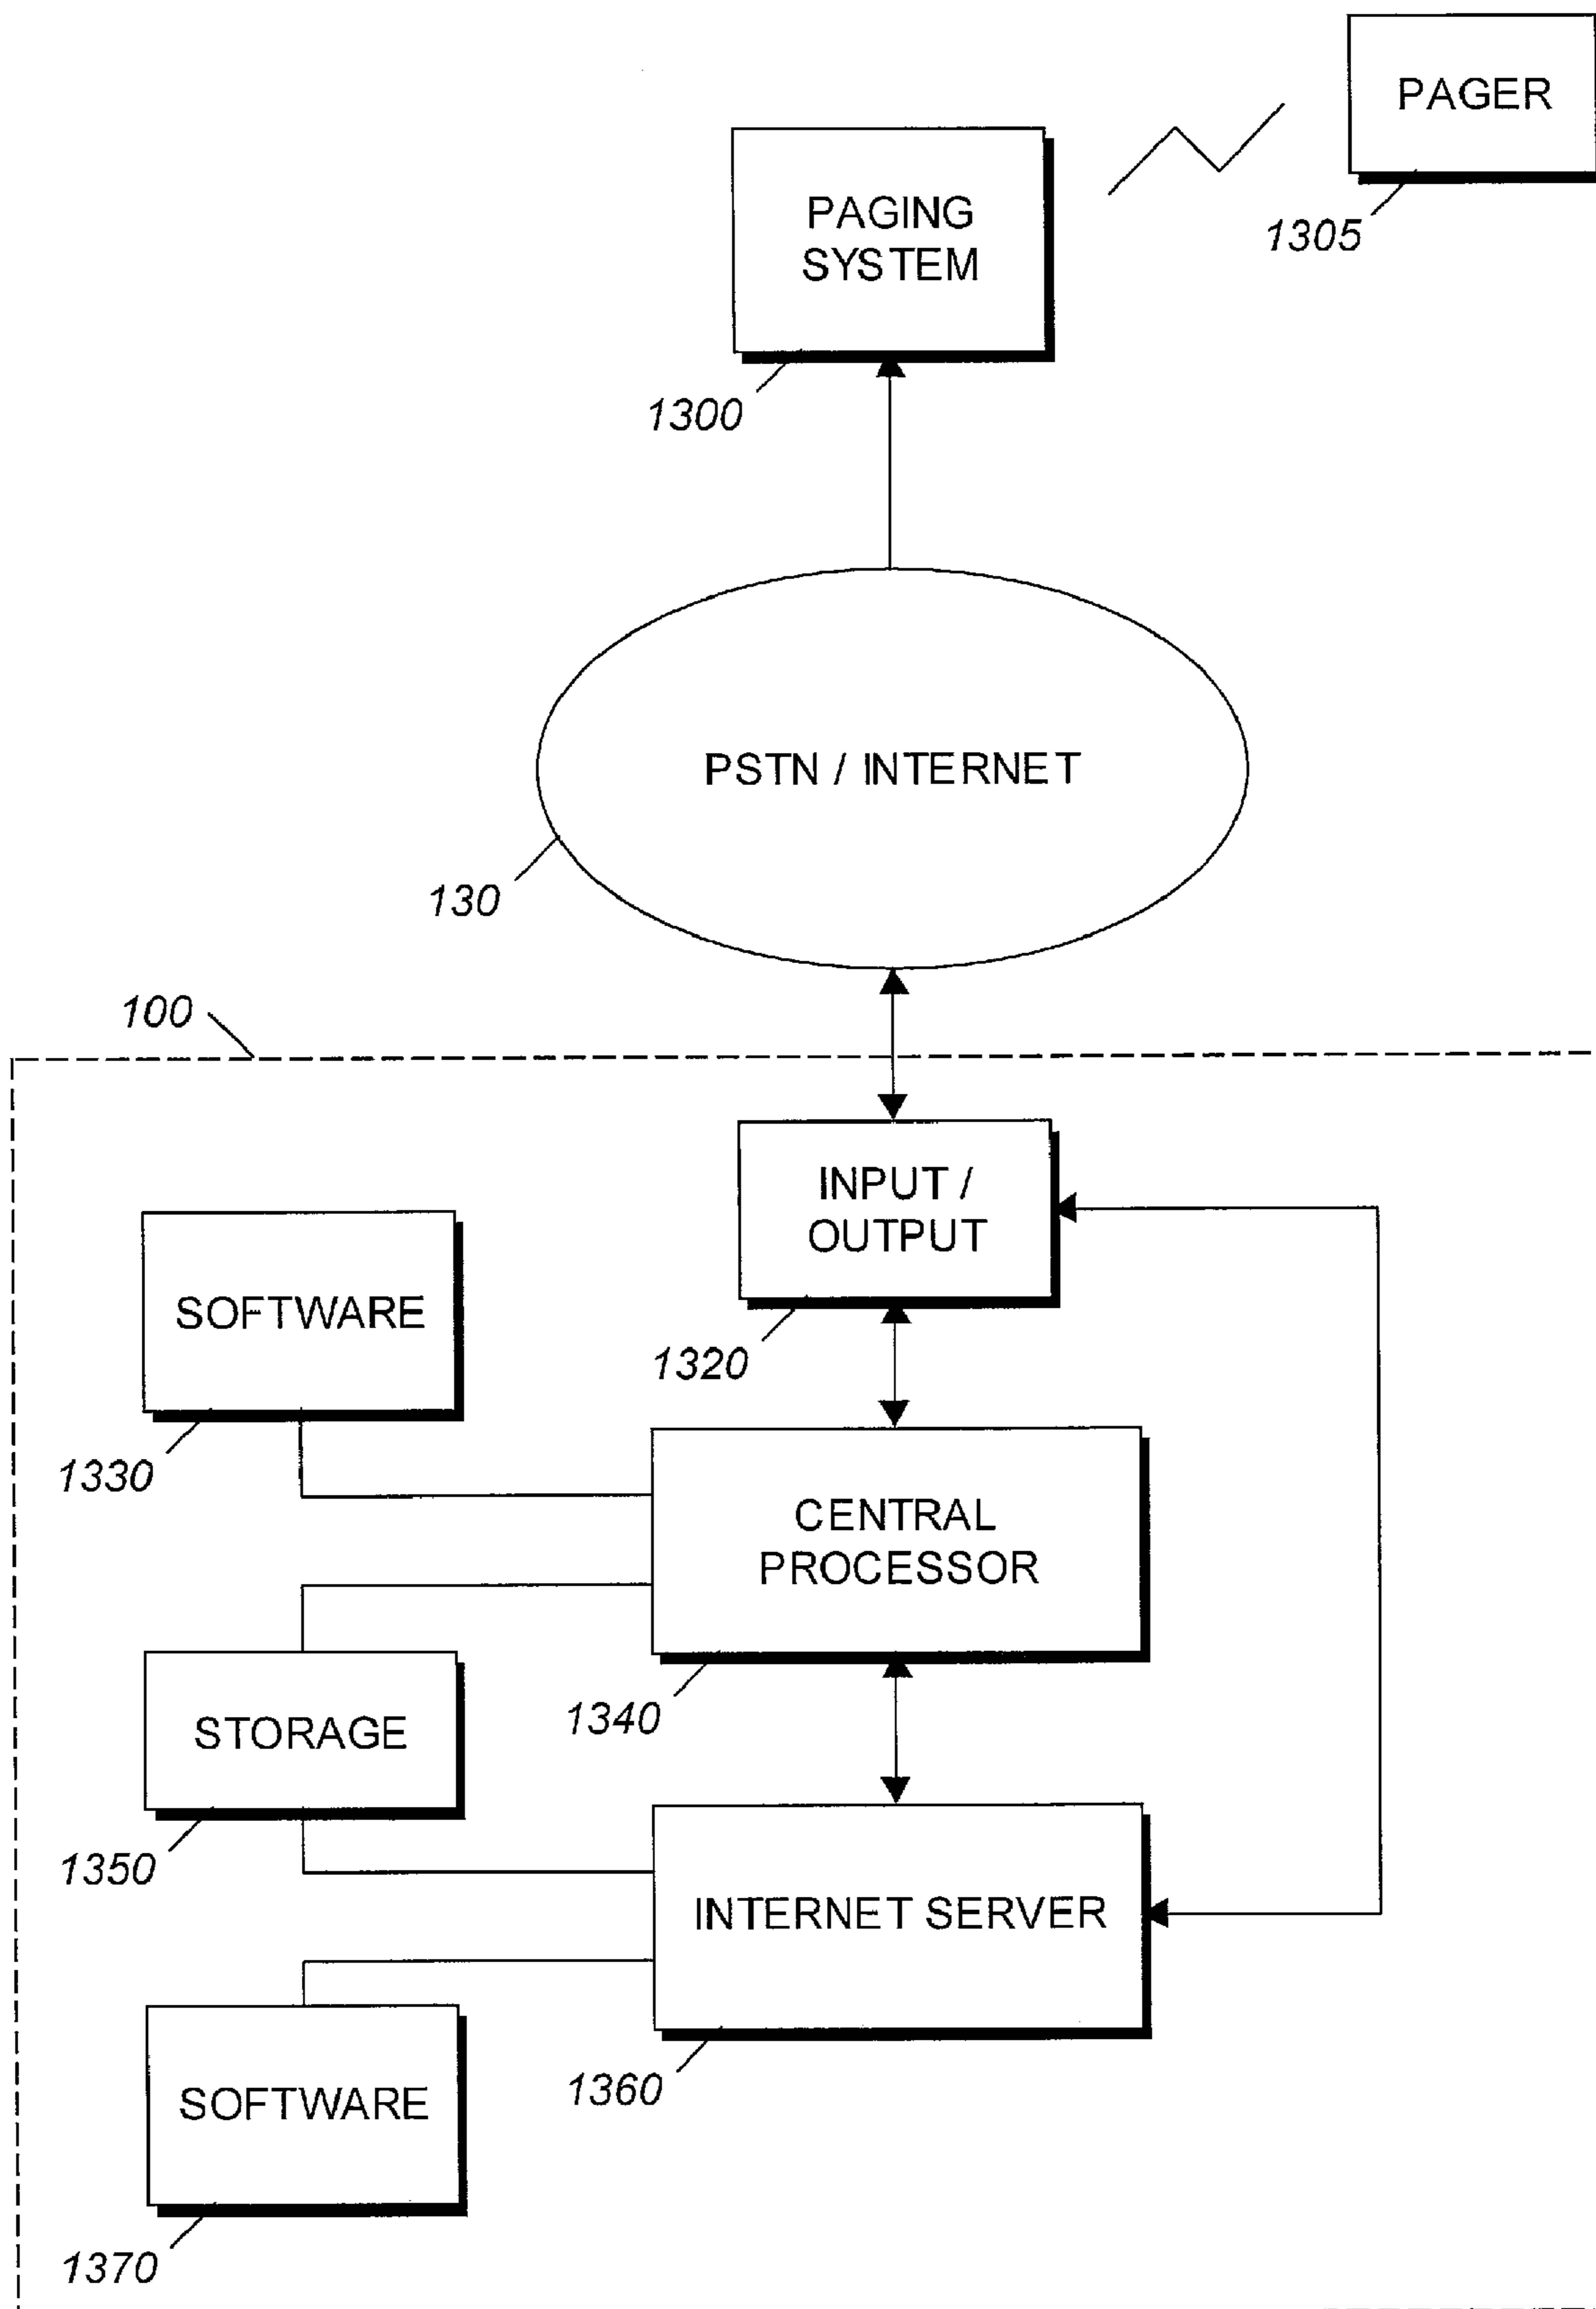 PAGER
1305
PAGING
SYSTEM
1300
PSTN / INTERNET
130
100
INPUT /
OUTPUT
1320
SOFTWARE
1330
CENTRAL
PROCESSOR
1340
STORAGE
1350
INTERNET SERVER
1360
SOFTWARE
1370